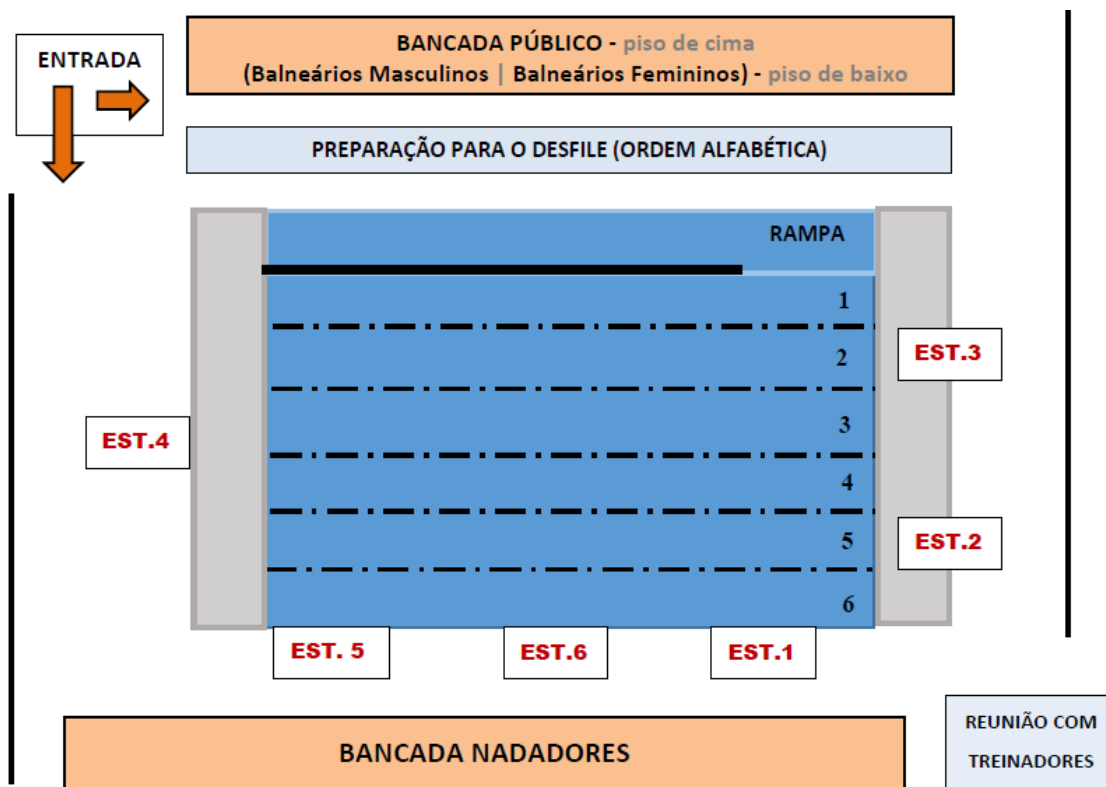 BANCADA PÚBLICO - piso de cima
(Balneários Masculinos | Balneários Femininos) - piso de baixo
ENTRADA
PREPARAÇÃO PARA O DESFILE (ORDEM ALFABÉTICA)
RAMPA
1
2
EST.3
3
EST.4
4
5
EST.2
6
EST. 5
EST.6
EST.1
BANCADA NADADORES
REUNIÃO COM
TREINADORES